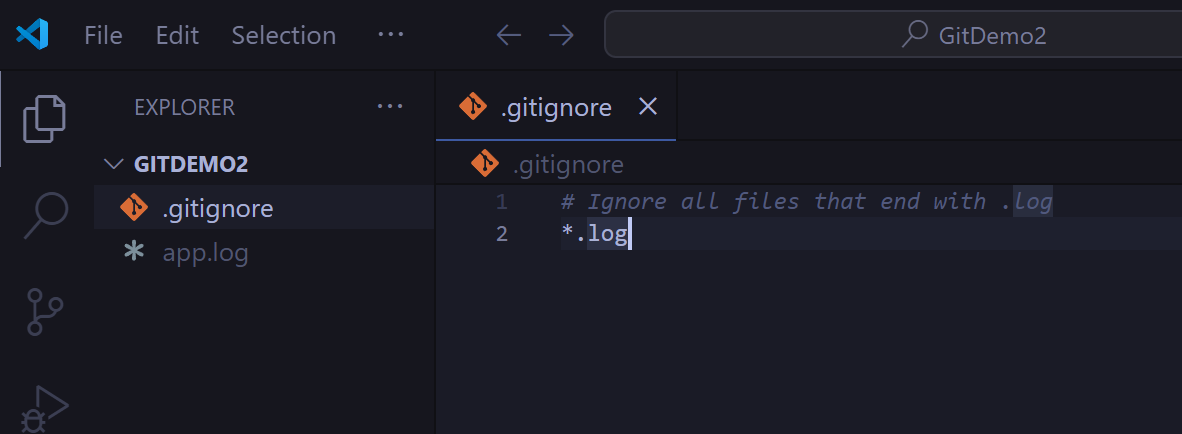 File Edit Selection ··· GitDemo2
EXPLORER ···
.gitignore
GITDEMO2
.gitignore
app.log
.gitignore
1 # Ignore all files that end with .log
2 *.log